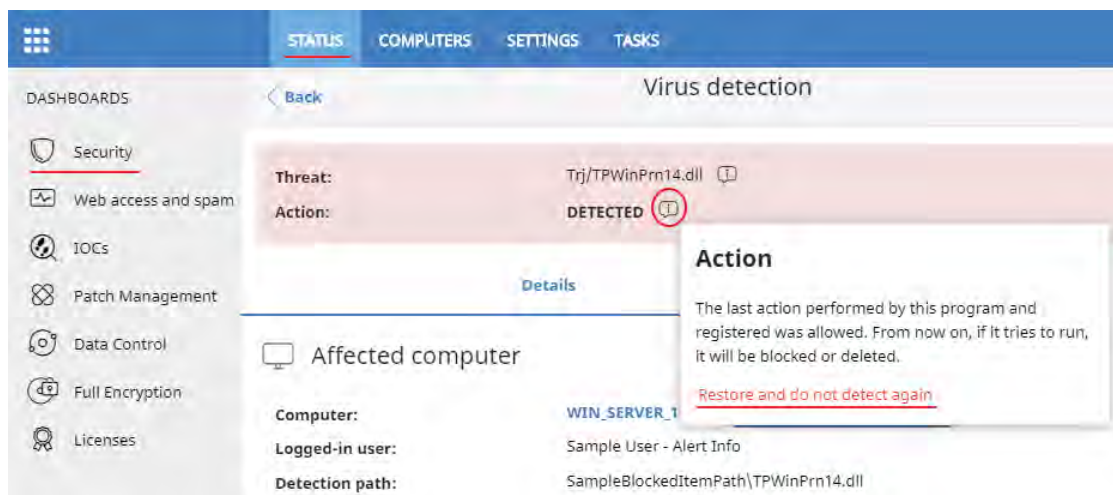 STATUS COMPUTERS SETTINGS TASKS
DASHBOARDS
Back
Virus detection
Security
Web access and spam
IOCs
Patch Management
Data Control
Full Encryption
Licenses
Threat: Trj/TPWinPrn14.dll
Action: DETECTED
Details
Action
The last action performed by this program and
registered was allowed. From now on, if it tries to run,
it will be blocked or deleted.
Restore and do not detect again
Affected computer
Computer: WIN_SERVER_1
Logged-in user: Sample User - Alert Info
Detection path: SampleBlockedItemPath\TPWinPrn14.dll